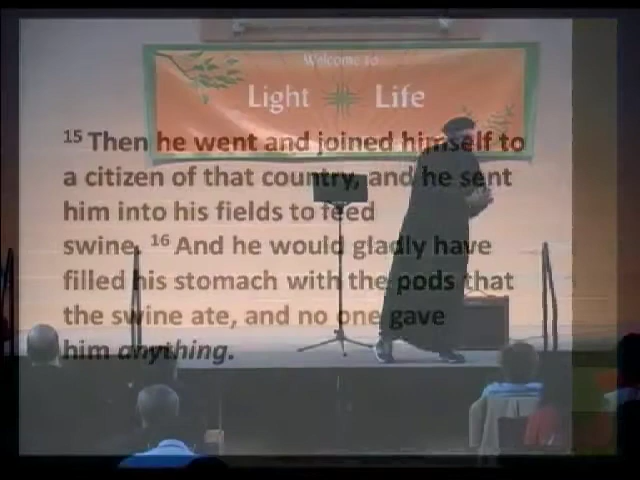 Welcome to
Light Life
15 Then he went and joined himself to
a citizen of that country, and he sent
him into his fields to feed
swine. 16 And he would gladly have
filled his stomach with the pods that
the swine ate, and no one gave
him anything.